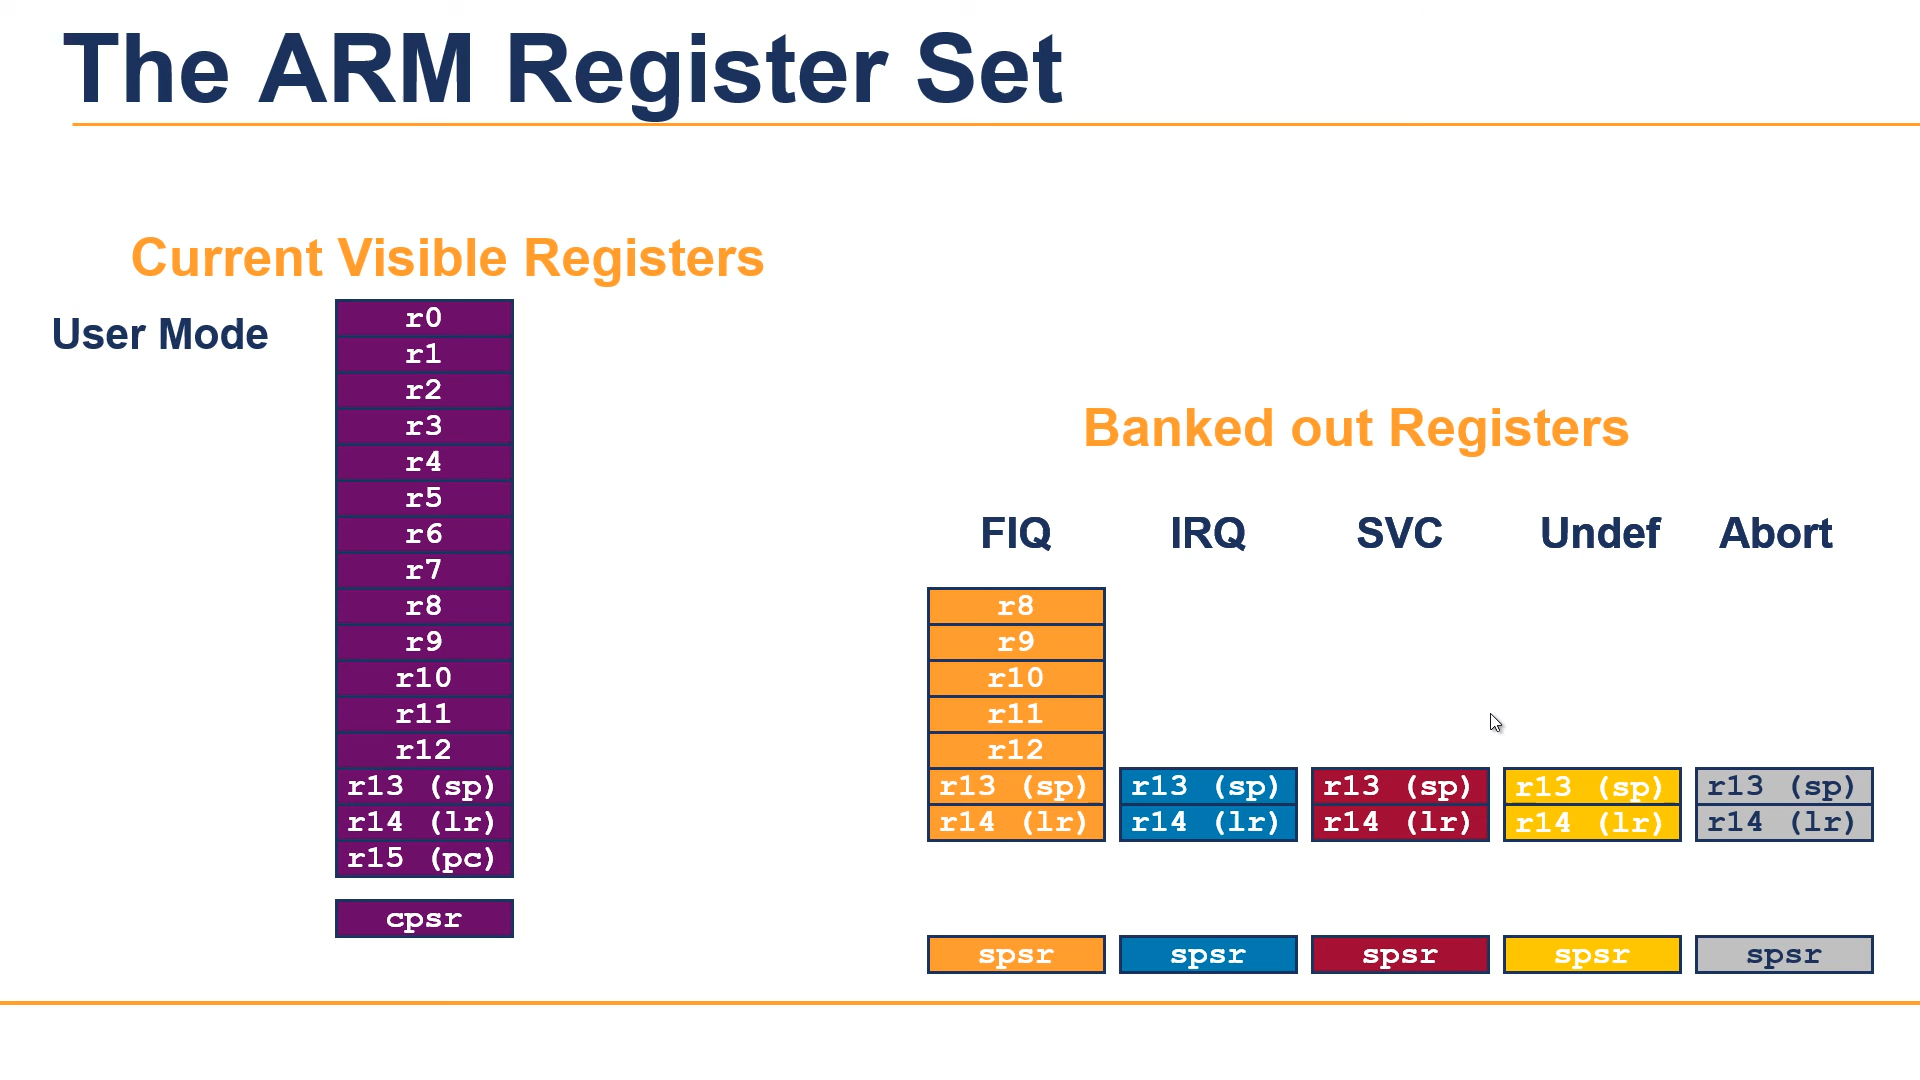 The ARM Register Set
Current Visible Registers
User Mode
r0
r1
r2
r3
r4
r5
r6
r7
r8
r9
r10
r11
r12
r13 (sp)
r14 (lr)
r15 (pc)
cpsr
Banked out Registers
FIQ IRQ SVC Undef Abort
r8
r9
r10
r11
r12
r13 (sp) r13 (sp) r13 (sp) r13 (sp) r13 (sp)
r14 (lr) r14 (lr) r14 (lr) r14 (lr) r14 (lr)
spsr spsr spsr spsr spsr